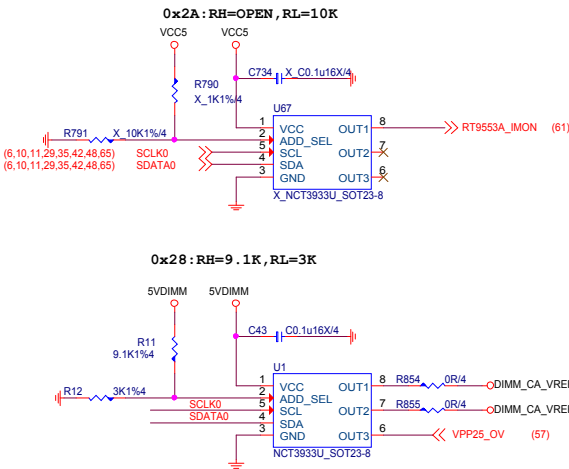 0x2A:RH=OPEN,RL=10K
VCC5 VCC5
C734 X_C0.1u16X/4
R790
X_1K1%/4
U67
R791 X_10K1%/4
1 VCC OUT1 8 RT9553A_IMON (61)
2 ADD_SEL
(6,10,11,29,35,42,48,65) SCLK0 5 SCL OUT2 7
(6,10,11,29,35,42,48,65) SDATA0 4 SDA
3 GND OUT3 6
X_NCT3933U_SOT23-8
0x28:RH=9.1K,RL=3K
5VDIMM 5VDIMM
R11
9.1K1%4
C43 C0.1u16X/4
U1
R12 3K1%4
1 VCC OUT1 8 R854 0R/4 DIMM_CA_VREI
2 ADD_SEL
SCLK0 5 SCL OUT2 7 R855 0R/4 DIMM_CA_VREI
SDATA0 4 SDA
3 GND OUT3 6 VPP25_OV (57)
NCT3933U_SOT23-8